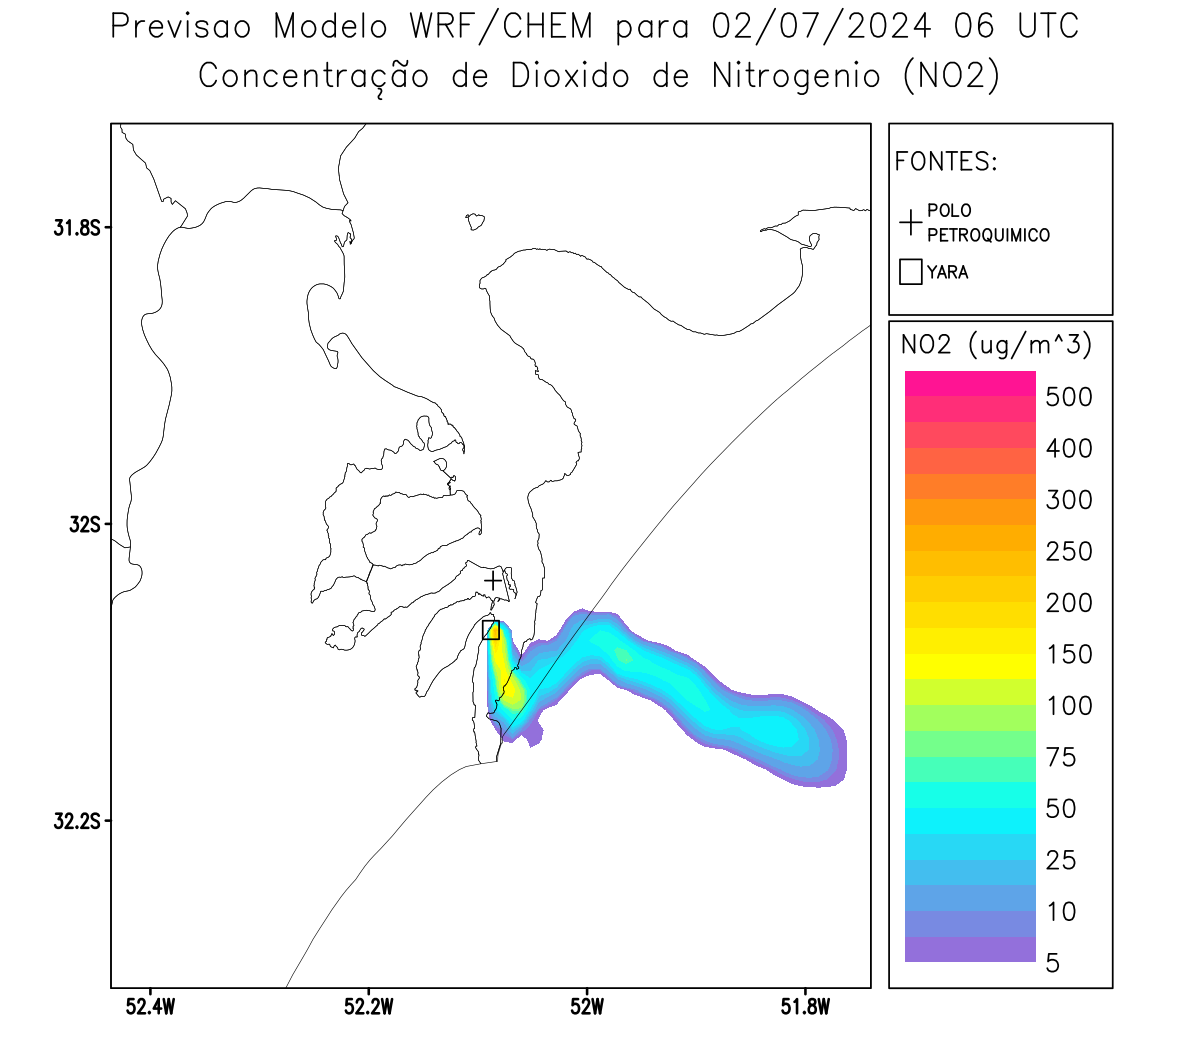 Previsao Modelo WRF/CHEM para 02/07/2024 06 UTC
Concentração de Dioxido de Nitrogenio (NO2)
FONTES:
POLO
PETROQUIMICO
YARA
NO2 (ug/m^3)
500
400
300
250
200
150
100
75
50
25
10
5
31.8S
32S
32.2S
52.4W
52.2W
52W
51.8W